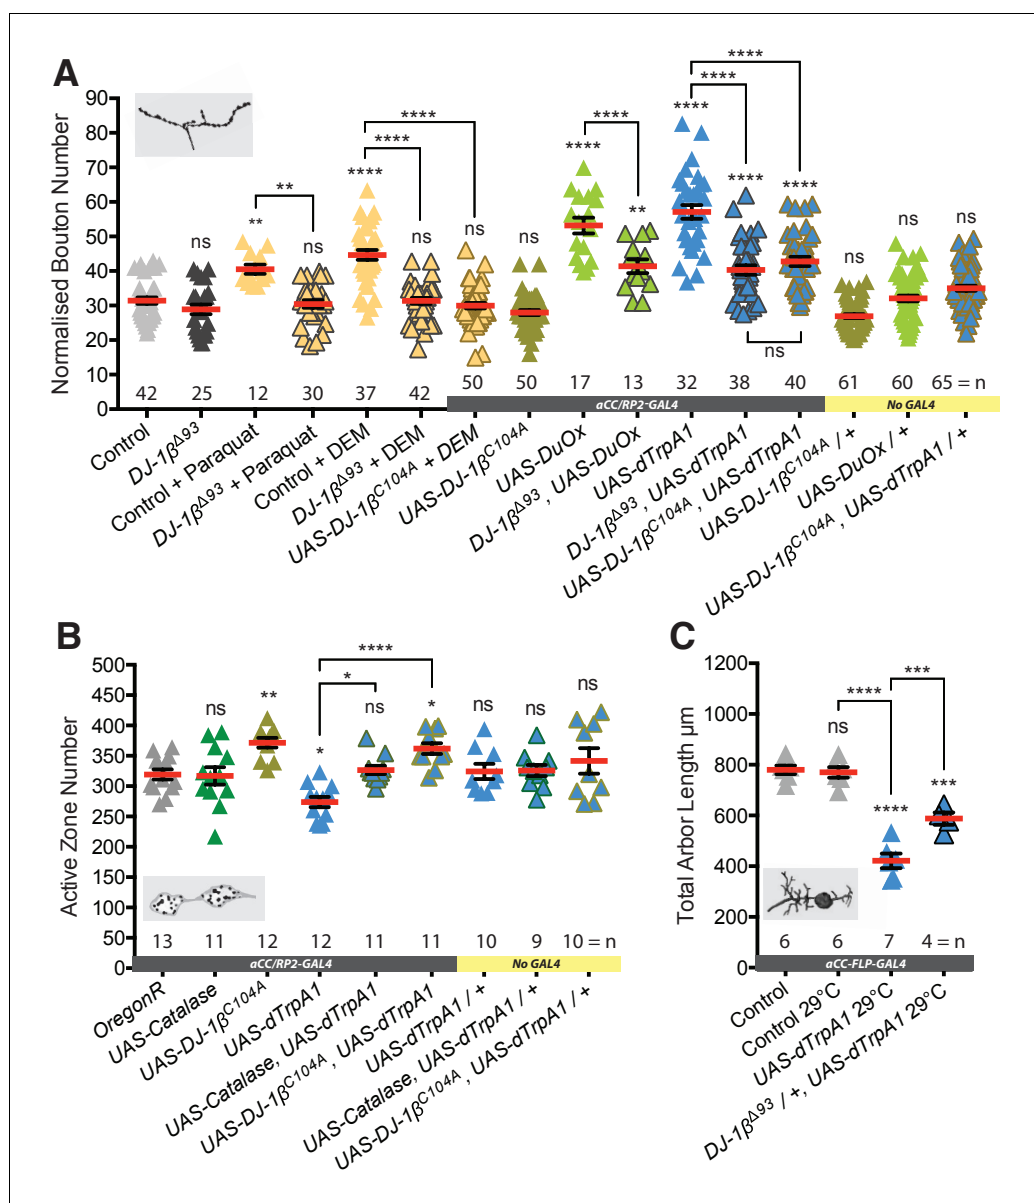 A
Normalised Bouton Number
90
80
70
60
50
40
30
20
10
0
ns
**
**
ns
****
****
****
ns
ns
ns
****
****
**
****
****
****
****
****
ns
ns
ns
ns
42
25
12
30
37
42
50
50
17
13
32
38
40
61
60
65 = n
aCC/RP2-GAL4
No GAL4
Control
DJ-1β^Δ93
Control + Paraquat
DJ-1β^Δ93 + Paraquat
Control + DEM
DJ-1β^Δ93 + DEM
UAS-DJ-1β^C104A + DEM
UAS-DJ-1β^C104A
UAS-DuOx
DJ-1β^Δ93, UAS-DuOx
UAS-dTrpA1
DJ-1β^Δ93, UAS-dTrpA1
UAS-DJ-1β^C104A, UAS-dTrpA1
UAS-DJ-1β^C104A / +
UAS-DuOx / +
UAS-DJ-1β^C104A, UAS-dTrpA1 / +
B
Active Zone Number
500
450
400
350
300
250
200
150
100
50
0
ns
**
*
*
ns
****
*
ns
ns
ns
13
11
12
12
11
11
10
9
10 = n
aCC/RP2-GAL4
No GAL4
OregonR
UAS-Catalase
UAS-DJ-1β^C104A
UAS-dTrpA1
UAS-Catalase, UAS-dTrpA1
UAS-DJ-1β^C104A, UAS-dTrpA1
UAS-dTrpA1 / +
UAS-Catalase, UAS-dTrpA1 / +
UAS-DJ-1β^C104A, UAS-dTrpA1 / +
C
Total Arbor Length μm
1200
1000
800
600
400
200
0
ns
****
****
***
***
6
6
7
4 = n
aCC-FLP-GAL4
Control
Control 29°C
UAS-dTrpA1 29°C
DJ-1β^Δ93 / +, UAS-dTrpA1 29°C